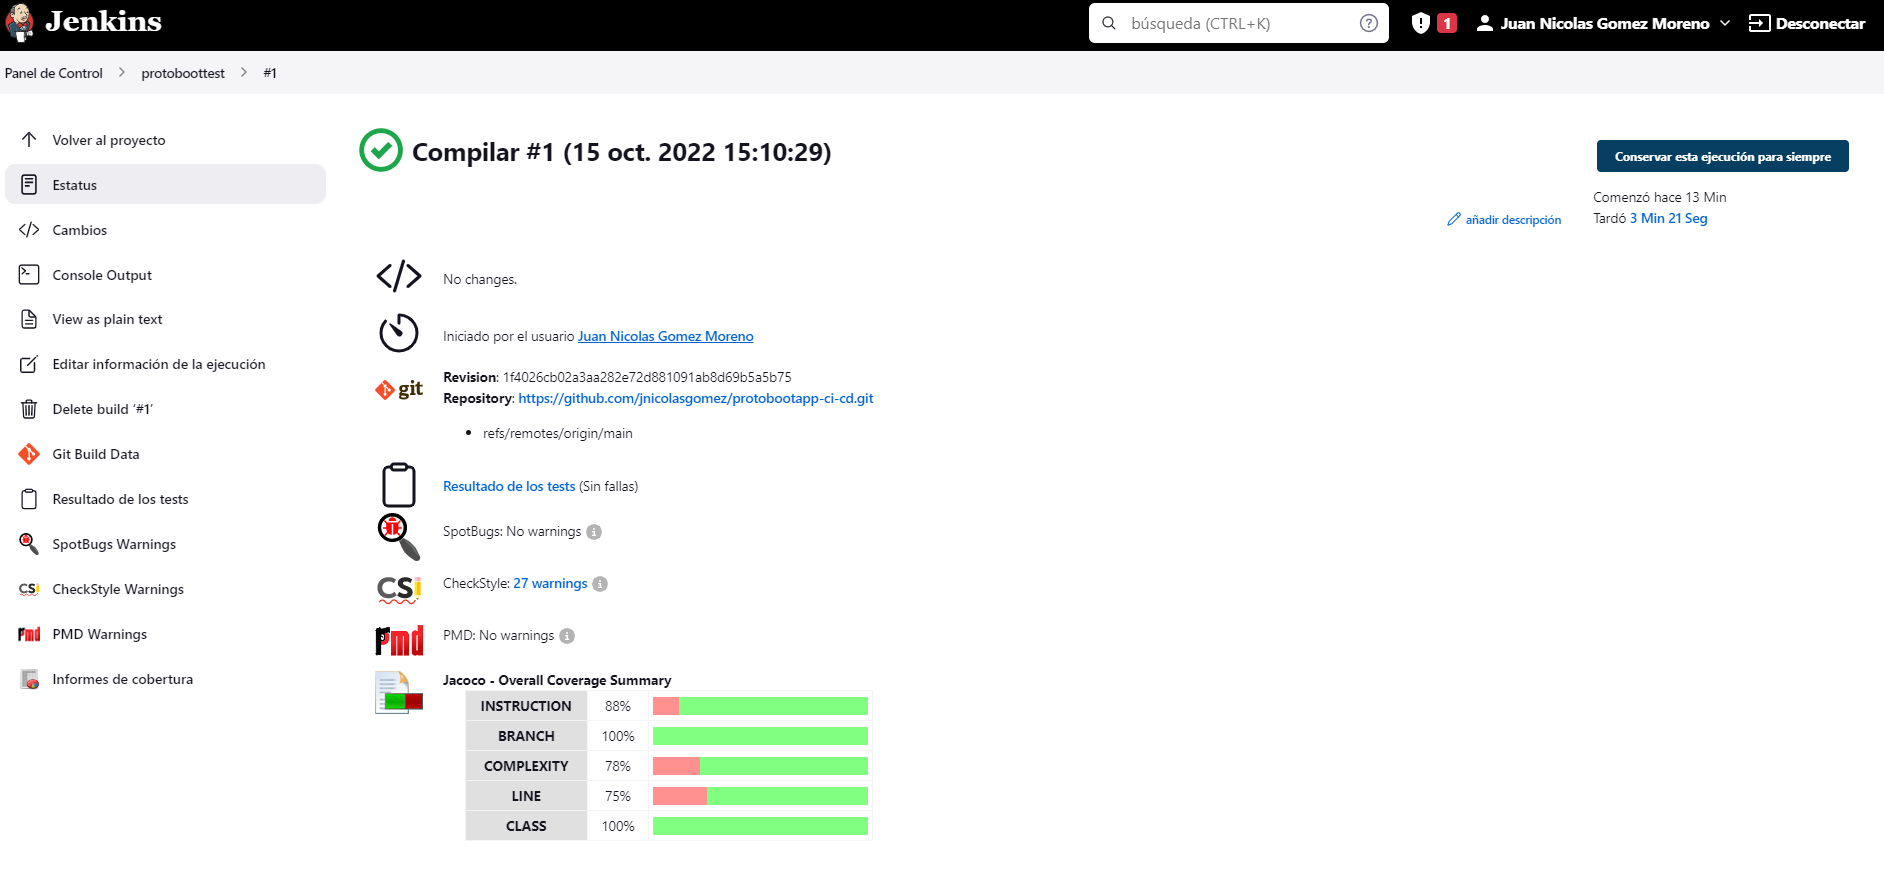 Jenkins
búsqueda (CTRL+K)
1
Juan Nicolas Gomez Moreno
Desconectar
Panel de Control
protoboottest
#1
Volver al proyecto
Estatus
Cambios
Console Output
View as plain text
Editar información de la ejecución
Delete build ‘#1’
Git Build Data
Resultado de los tests
SpotBugs Warnings
CheckStyle Warnings
PMD Warnings
Informes de cobertura
Compilar #1 (15 oct. 2022 15:10:29)
Conservar esta ejecución para siempre
Comenzó hace 13 Min
Tardó 3 Min 21 Seg
añadir descripción
No changes.
Iniciado por el usuario Juan Nicolas Gomez Moreno
git
Revision: 1f4026cb02a3aa282e72d881091ab8d69b5a5b75
Repository: https://github.com/jnicolasgomez/protobootapp-ci-cd.git
refs/remotes/origin/main
Resultado de los tests (Sin fallas)
SpotBugs: No warnings
CheckStyle: 27 warnings
PMD: No warnings
Jacoco - Overall Coverage Summary
INSTRUCTION 88%
BRANCH 100%
COMPLEXITY 78%
LINE 75%
CLASS 100%